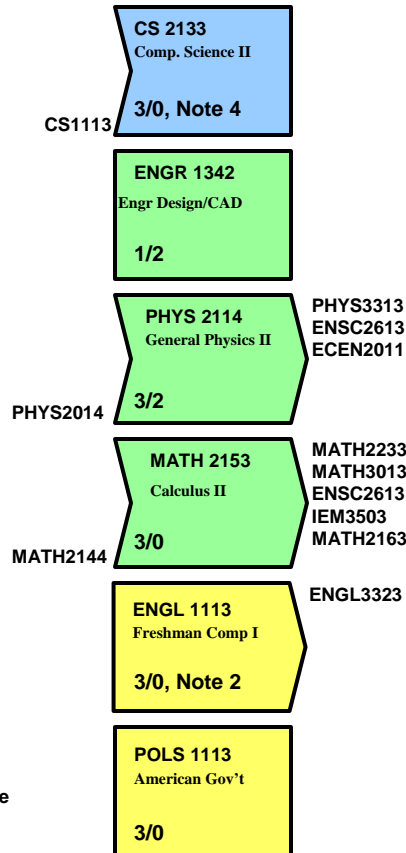 CS 2133
Comp. Science II
3/0, Note 4
CS1113
ENGR 1342
Engr Design/CAD
1/2
PHYS 2114
General Physics II
3/2
PHYS2014
PHYS3313
ENSC2613
ECEN2011
MATH 2153
Calculus II
3/0
MATH2144
MATH2233
MATH3013
ENSC2613
IEM3503
MATH2163
ENGL 1113
Freshman Comp I
3/0, Note 2
ENGL3323
POLS 1113
American Gov't
3/0
e